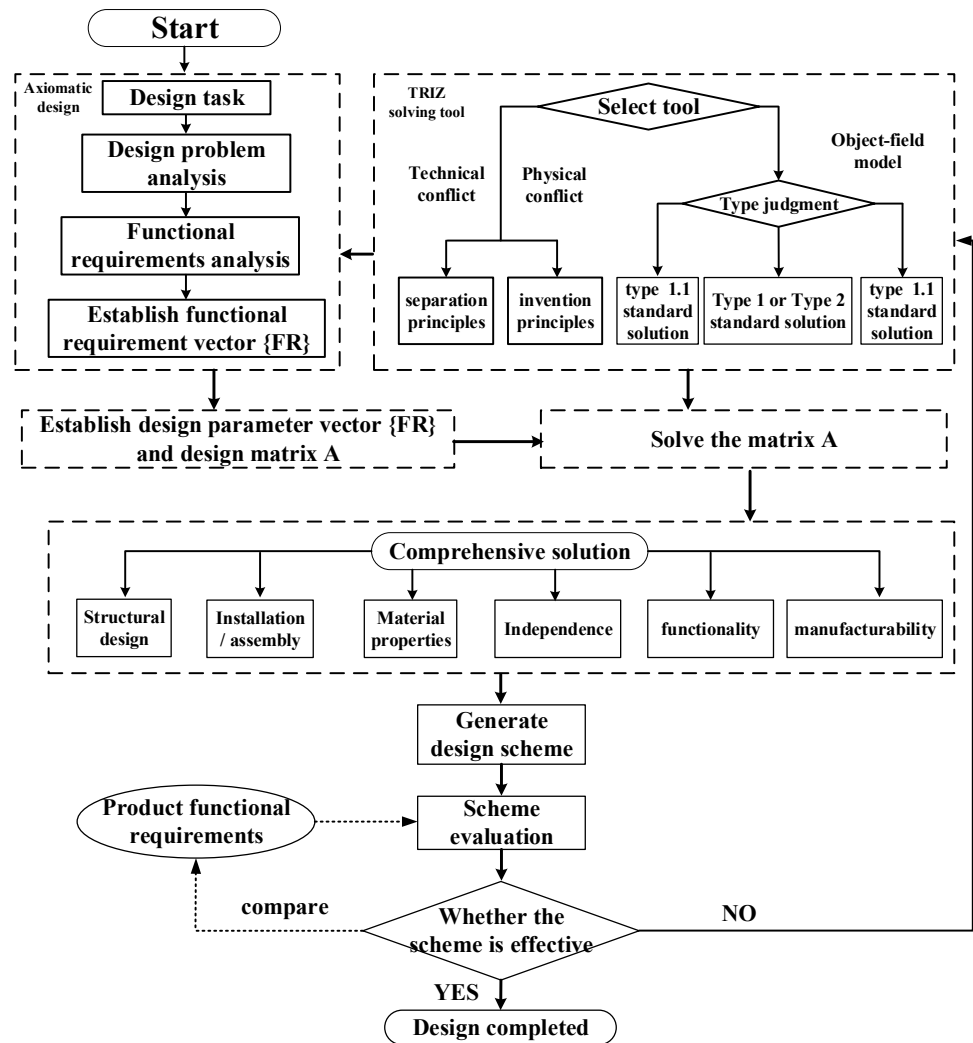 Start
Axiomatic
design
Design task
Design problem
analysis
Functional
requirements analysis
Establish functional
requirement vector {FR}
TRIZ
solving tool
Select tool
Technical
conflict
Physical
conflict
Object-field
model
Type judgment
separation
principles
invention
principles
type 1.1
standard
solution
Type 1 or Type 2
standard solution
type 1.1
standard
solution
Establish design parameter vector {FR}
and design matrix A
Solve the matrix A
Comprehensive solution
Structural
design
Installation
/ assembly
Material
properties
Independence
functionality
manufacturability
Generate
design scheme
Product functional
requirements
Scheme
evaluation
compare
Whether the
scheme is effective
NO
YES
Design completed